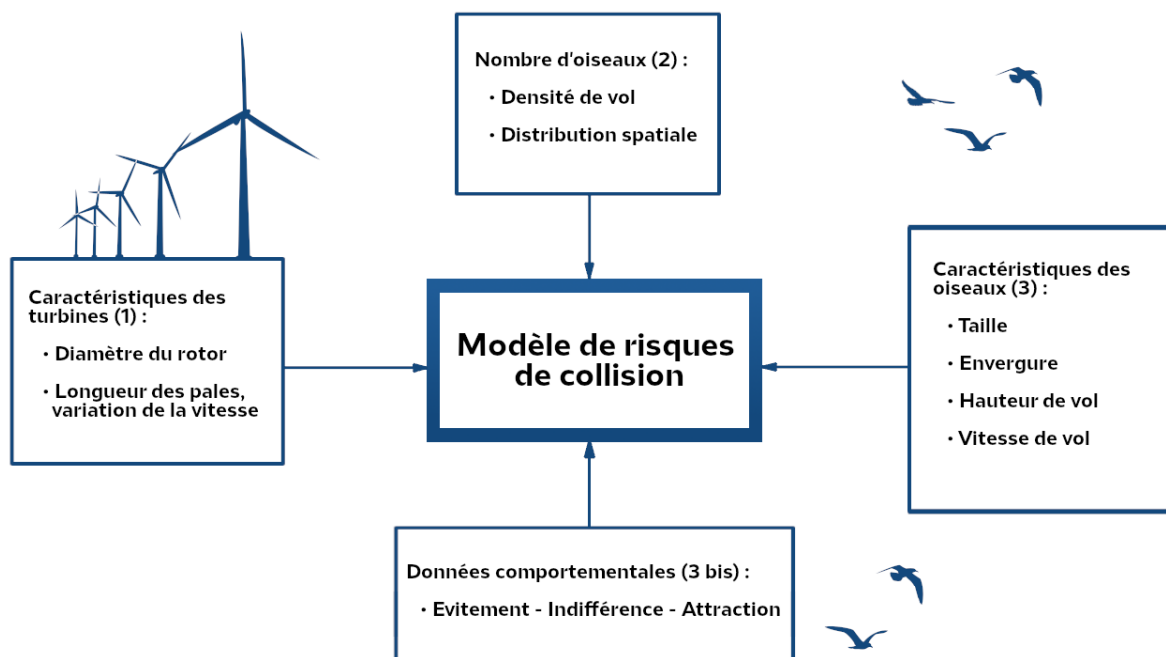 Nombre d'oiseaux (2) :
• Densité de vol
• Distribution spatiale
Caractéristiques des
turbines (1) :
• Diamètre du rotor
• Longueur des pales,
variation de la vitesse
Modèle de risques
de collision
Caractéristiques des
oiseaux (3) :
• Taille
• Envergure
• Hauteur de vol
• Vitesse de vol
Données comportementales (3 bis) :
• Evitement - Indifférence - Attraction